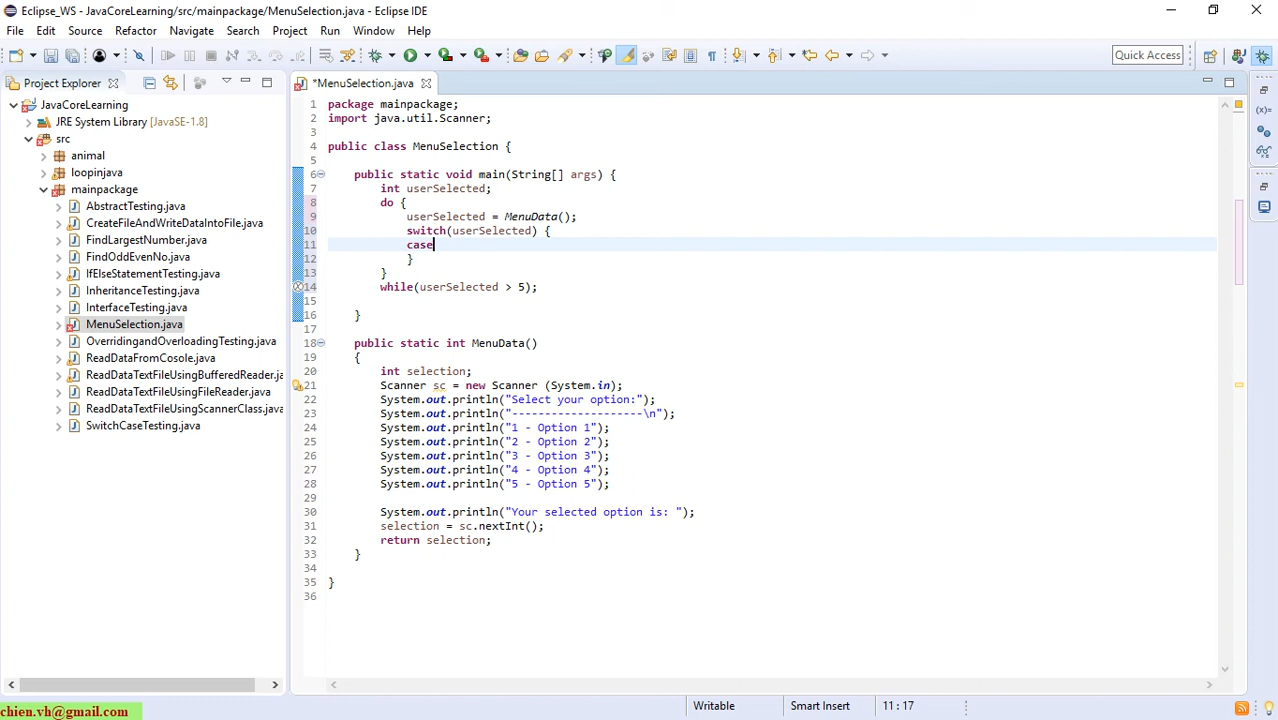 Eclipse_WS - JavaCoreLearning/src/mainpackage/MenuSelection.java - Eclipse IDE
File Edit Source Refactor Navigate Search Project Run Window Help
Quick Access
Project Explorer
JavaCoreLearning
JRE System Library [JavaSE-1.8]
src
animal
loopinjava
mainpackage
AbstractTesting.java
CreateFileAndWriteDataIntoFile.java
FindLargestNumber.java
FindOddEvenNo.java
IfElseStatementTesting.java
InheritanceTesting.java
InterfaceTesting.java
MenuSelection.java
OverridingandOverloadingTesting.java
ReadDataFromCosole.java
ReadDataTextFileUsingBufferedReader.java
ReadDataTextFileUsingFileReader.java
ReadDataTextFileUsingScannerClass.java
SwitchCaseTesting.java
*MenuSelection.java
1 package mainpackage;
2 import java.util.Scanner;
3
4 public class MenuSelection {
5
6 public static void main(String[] args) {
7 int userSelected;
8 do {
9 userSelected = MenuData();
10 switch(userSelected) {
11 case
12 }
13 }
14 while(userSelected > 5);
15
16 }
17
18 public static int MenuData()
19 {
20 int selection;
21 Scanner sc = new Scanner (System.in);
22 System.out.println("Select your option:");
23 System.out.println("--------------------\n");
24 System.out.println("1 - Option 1");
25 System.out.println("2 - Option 2");
26 System.out.println("3 - Option 3");
27 System.out.println("4 - Option 4");
28 System.out.println("5 - Option 5");
29
30 System.out.println("Your selected option is: ");
31 selection = sc.nextInt();
32 return selection;
33 }
34
35 }
36
Writable Smart Insert 11 : 17
chien.vh@gmail.com